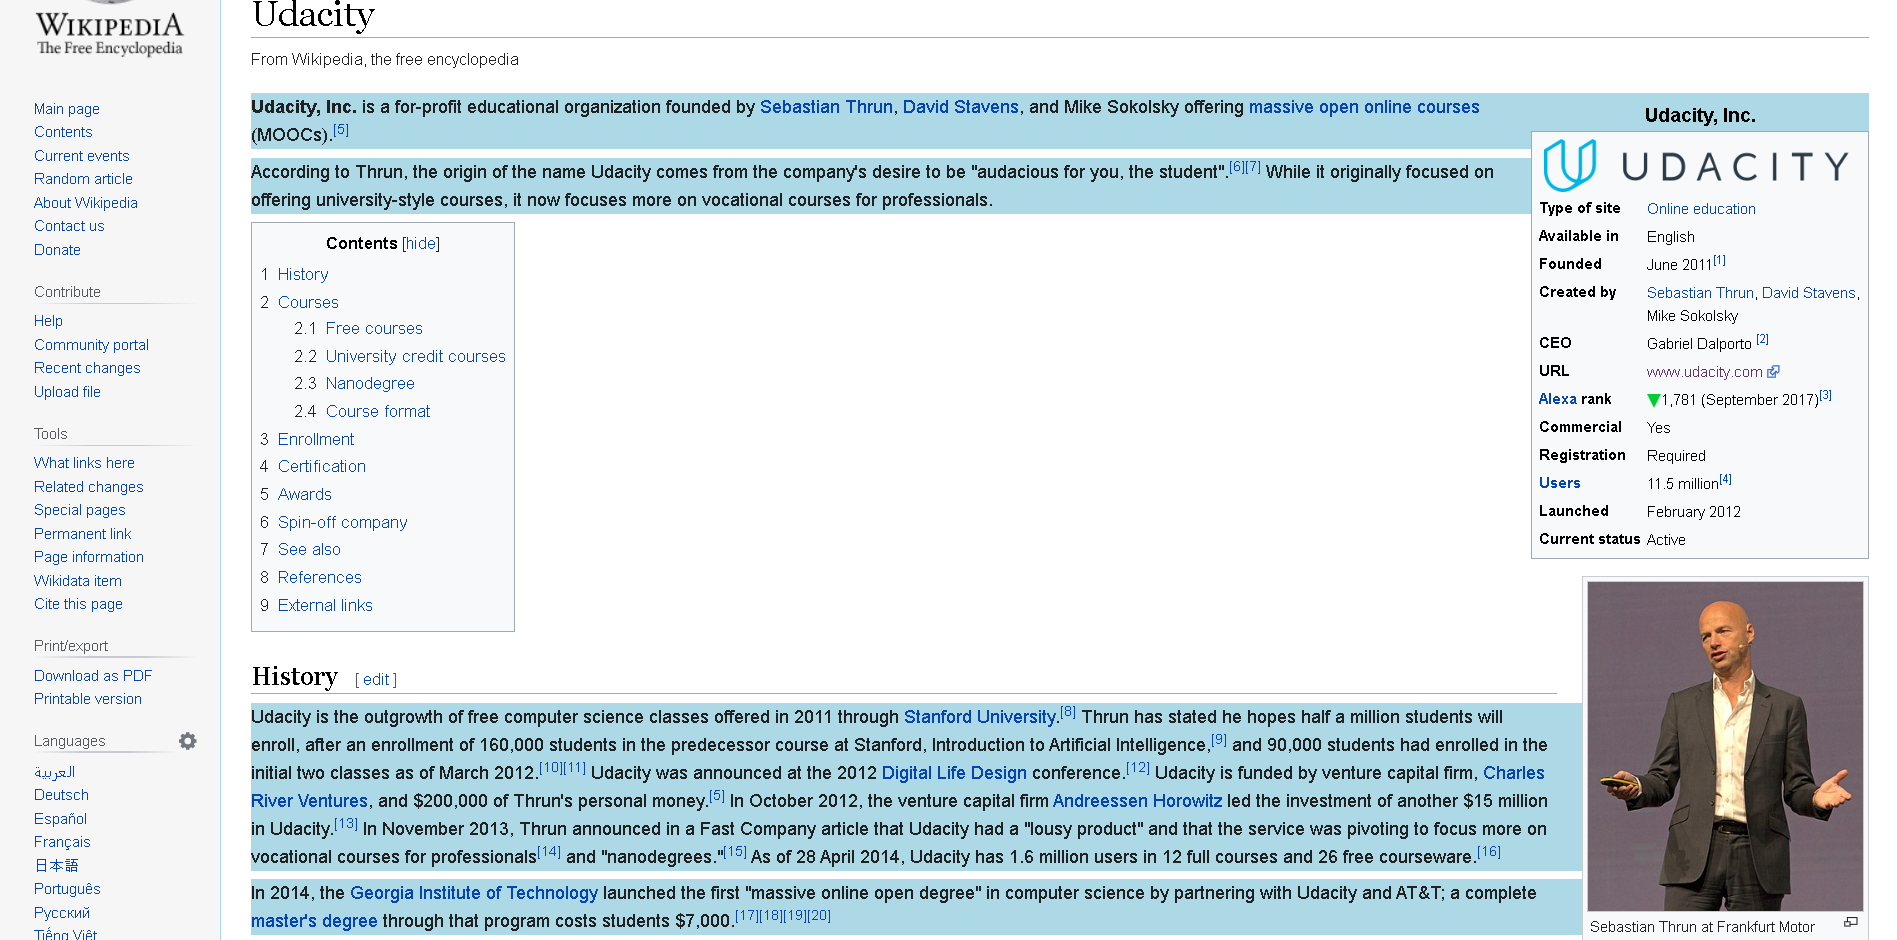 WIKIPEDIA
The Free Encyclopedia
Main page
Contents
Current events
Random article
About Wikipedia
Contact us
Donate
Contribute
Help
Community portal
Recent changes
Upload file
Tools
What links here
Related changes
Special pages
Permanent link
Page information
Wikidata item
Cite this page
Print/export
Download as PDF
Printable version
Languages
العربية
Deutsch
Español
Français
日本語
Português
Русский
Tiếng Việt
Udacity
From Wikipedia, the free encyclopedia
Udacity, Inc. is a for-profit educational organization founded by Sebastian Thrun, David Stavens, and Mike Sokolsky offering massive open online courses
(MOOCs).[5]
According to Thrun, the origin of the name Udacity comes from the company's desire to be "audacious for you, the student".[6][7] While it originally focused on
offering university-style courses, it now focuses more on vocational courses for professionals.
Contents [hide]
1 History
2 Courses
2.1 Free courses
2.2 University credit courses
2.3 Nanodegree
2.4 Course format
3 Enrollment
4 Certification
5 Awards
6 Spin-off company
7 See also
8 References
9 External links
Udacity, Inc.
UDACITY
Type of site Online education
Available in English
Founded June 2011[1]
Created by Sebastian Thrun, David Stavens,
Mike Sokolsky
CEO Gabriel Dalporto [2]
URL www.udacity.com
Alexa rank ▼1,781 (September 2017)[3]
Commercial Yes
Registration Required
Users 11.5 million[4]
Launched February 2012
Current status Active
History [ edit ]
Udacity is the outgrowth of free computer science classes offered in 2011 through Stanford University.[8] Thrun has stated he hopes half a million students will
enroll, after an enrollment of 160,000 students in the predecessor course at Stanford, Introduction to Artificial Intelligence,[9] and 90,000 students had enrolled in the
initial two classes as of March 2012.[10][11] Udacity was announced at the 2012 Digital Life Design conference.[12] Udacity is funded by venture capital firm, Charles
River Ventures, and $200,000 of Thrun's personal money.[5] In October 2012, the venture capital firm Andreessen Horowitz led the investment of another $15 million
in Udacity.[13] In November 2013, Thrun announced in a Fast Company article that Udacity had a "lousy product" and that the service was pivoting to focus more on
vocational courses for professionals[14] and "nanodegrees."[15] As of 28 April 2014, Udacity has 1.6 million users in 12 full courses and 26 free courseware.[16]
In 2014, the Georgia Institute of Technology launched the first "massive online open degree" in computer science by partnering with Udacity and AT&T; a complete
master's degree through that program costs students $7,000.[17][18][19][20]
Sebastian Thrun at Frankfurt Motor